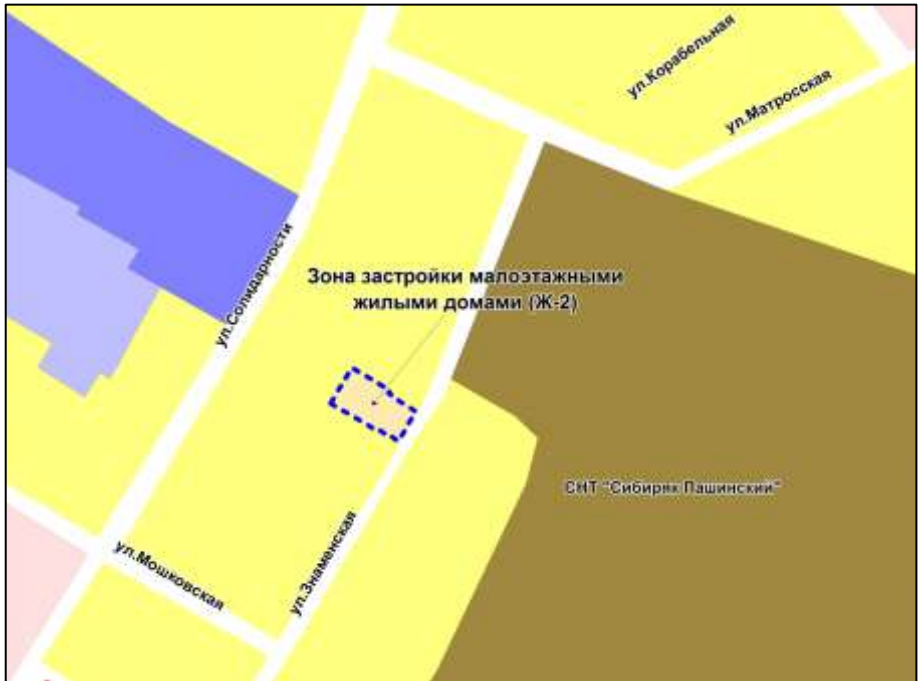 ул.Корабельная
ул.Матросская
ул.Солидарности
Зона застройки малоэтажными
жилыми домами (Ж-2)
СНТ "Сибиряк Пашинский"
ул.Знаменская
ул.Мошковская